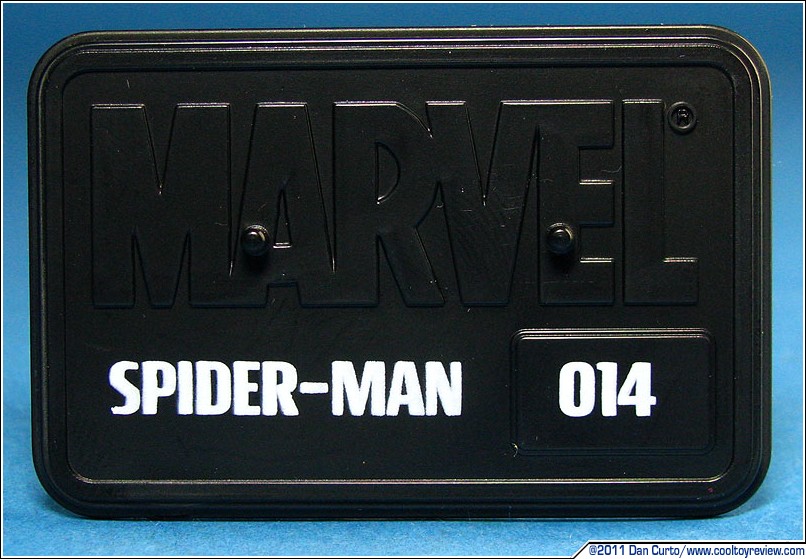 MARVEL®
SPIDER-MAN 014
@2011 Dan Curto/www.cooltoyreview.com